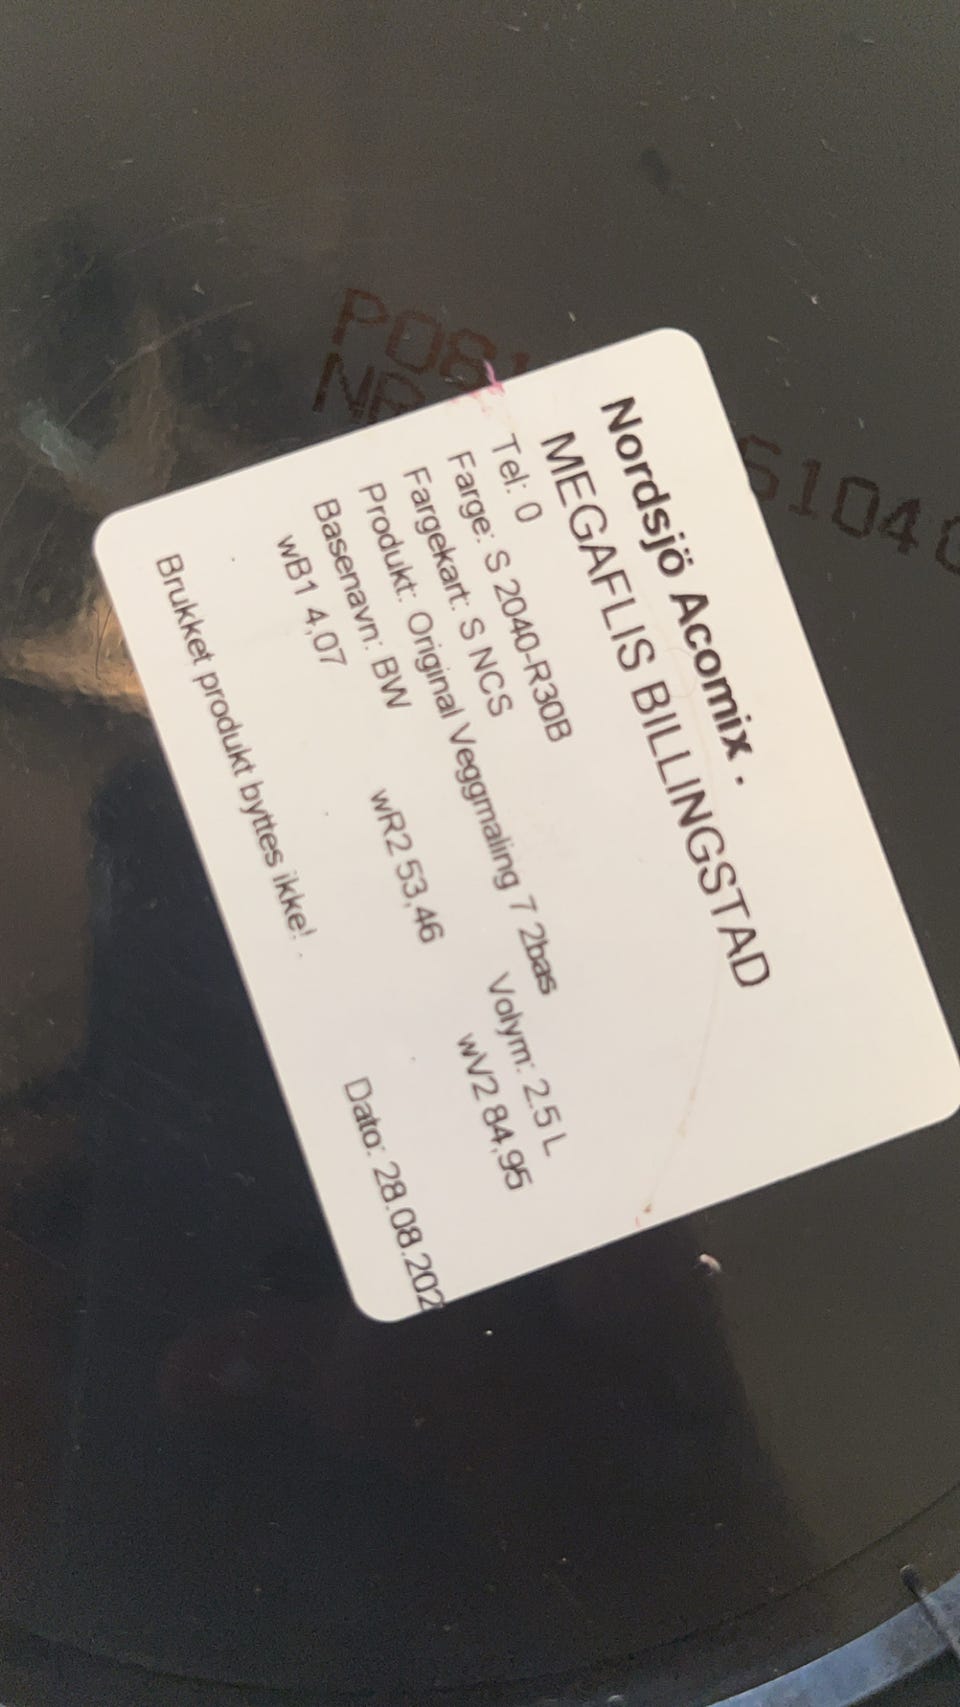 Nordsjö Acomix .
MEGAFLIS BILLINGSTAD
Tel: 0
Farge: S 2040-R30B
Fargekart: S NCS
Produkt: Original Veggmaling 7 2bas
Basenavn: BW Volym: 2.5 L
wB1 4,07 wR2 53,46 wV2 84,95
Brukket produkt byttes ikke! Dato: 28.08.202